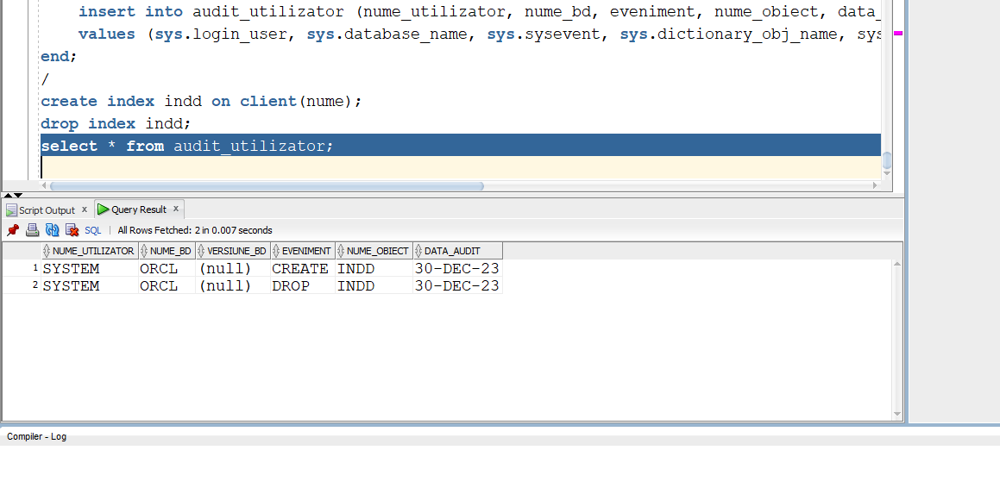 insert into audit_utilizator (nume_utilizator, nume_bd, eveniment, nume_obiect, data_
values (sys.login_user, sys.database_name, sys.sysevent, sys.dictionary_obj_name, sys
end;
/
create index indd on client(nume);
drop index indd;
select * from audit_utilizator;
Script Output x Query Result x
SQL | All Rows Fetched: 2 in 0.007 seconds
NUME_UTILIZATOR NUME_BD VERSIUNE_BD EVENIMENT NUME_OBIECT DATA_AUDIT
1 SYSTEM ORCL (null) CREATE INDD 30-DEC-23
2 SYSTEM ORCL (null) DROP INDD 30-DEC-23
Compiler - Log